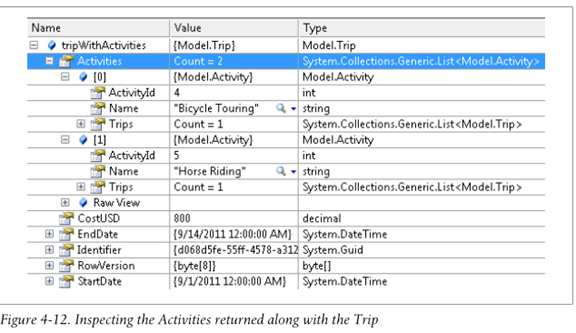 Name Value Type
tripWithActivities {Model.Trip} Model.Trip
Activities Count = 2 System.Collections.Generic.List<Model.Activity>
[0] {Model.Activity} Model.Activity
ActivityId 4 int
Name "Bicycle Touring" string
Trips Count = 1 System.Collections.Generic.List<Model.Trip>
[1] {Model.Activity} Model.Activity
ActivityId 5 int
Name "Horse Riding" string
Trips Count = 1 System.Collections.Generic.List<Model.Trip>
Raw View
CostUSD 800 decimal
EndDate {9/14/2011 12:00:00 AM} System.DateTime
Identifier {d068d5fe-55ff-4578-a312 System.Guid
RowVersion {byte[8]} byte[]
StartDate {9/1/2011 12:00:00 AM} System.DateTime
Figure 4-12. Inspecting the Activities returned along with the Trip